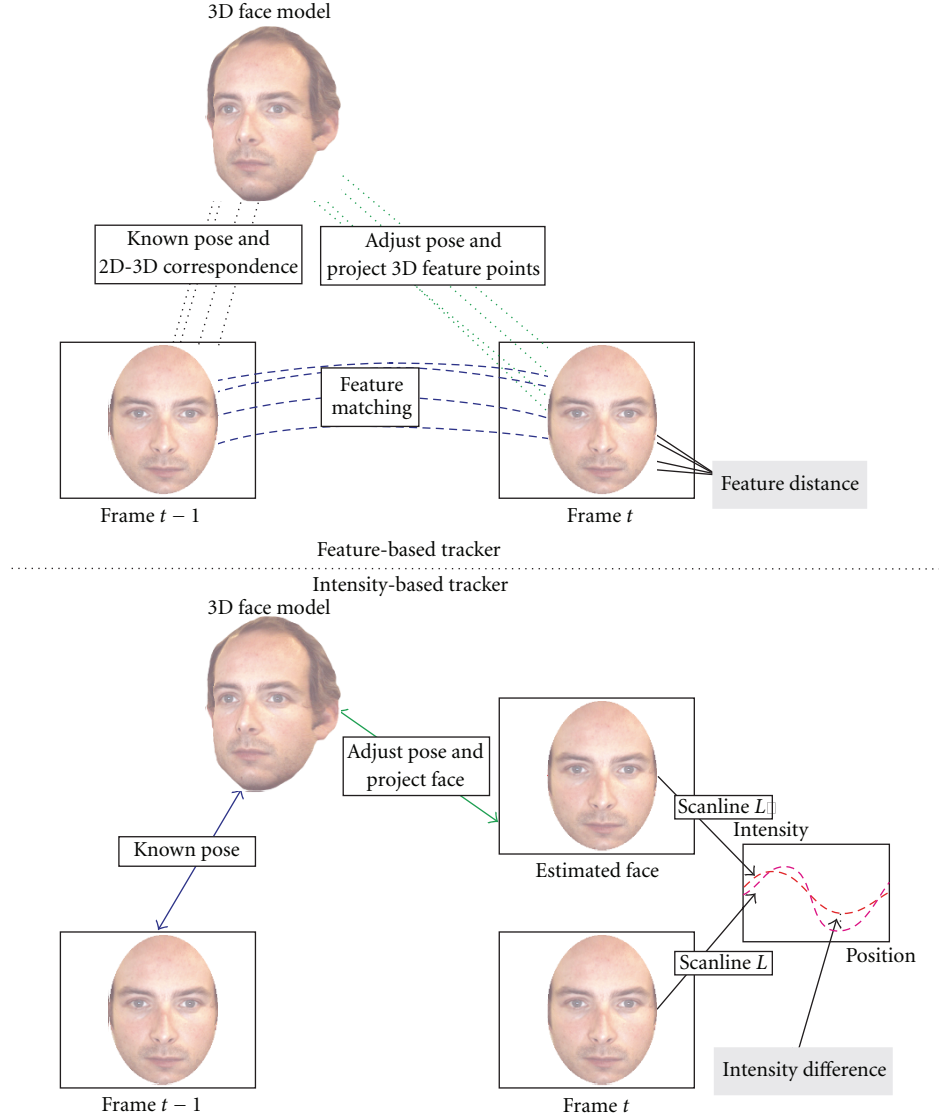 3D face model
Known pose and
2D-3D correspondence
Adjust pose and
project 3D feature points
Feature
matching
Feature distance
Frame t − 1
Frame t
Feature-based tracker
Intensity-based tracker
3D face model
Adjust pose and
project face
Known pose
Scanline L□
Intensity
Estimated face
Position
Scanline L
Intensity difference
Frame t − 1
Frame t